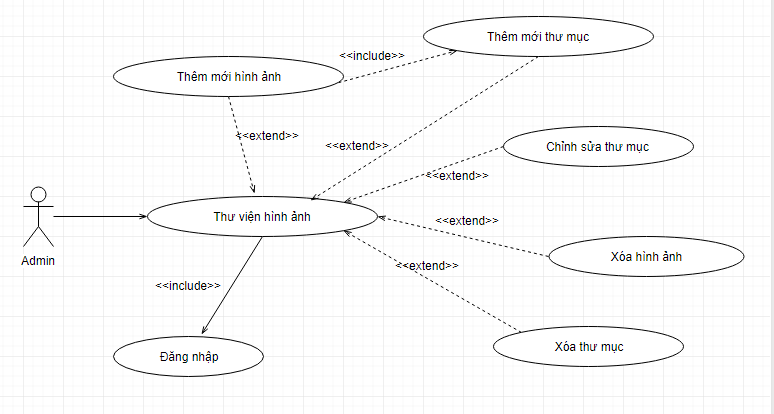 Thêm mới thư mục
<<include>>
Thêm mới hình ảnh
<<extend>>
<<extend>>
Chỉnh sửa thư mục
<<extend>>
Thư viện hình ảnh
<<extend>>
Admin
Xóa hình ảnh
<<extend>>
<<include>>
Đăng nhập
Xóa thư mục